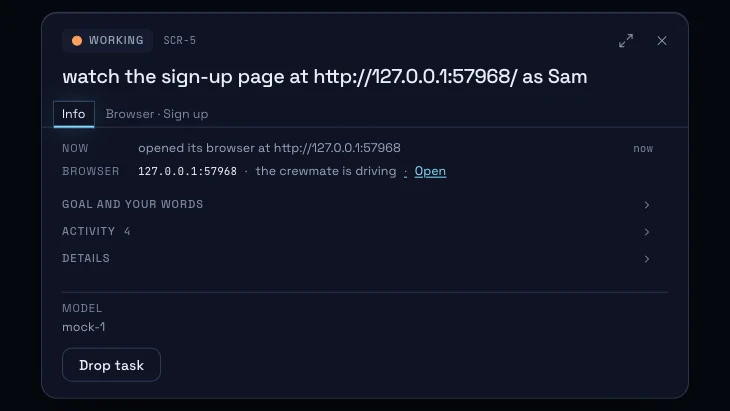 WORKING SCR-5
watch the sign-up page at http://127.0.0.1:57968/ as Sam
Info Browser · Sign up
NOW opened its browser at http://127.0.0.1:57968 now
BROWSER 127.0.0.1:57968 · the crewmate is driving · Open
GOAL AND YOUR WORDS
ACTIVITY 4
DETAILS
MODEL
mock-1
Drop task